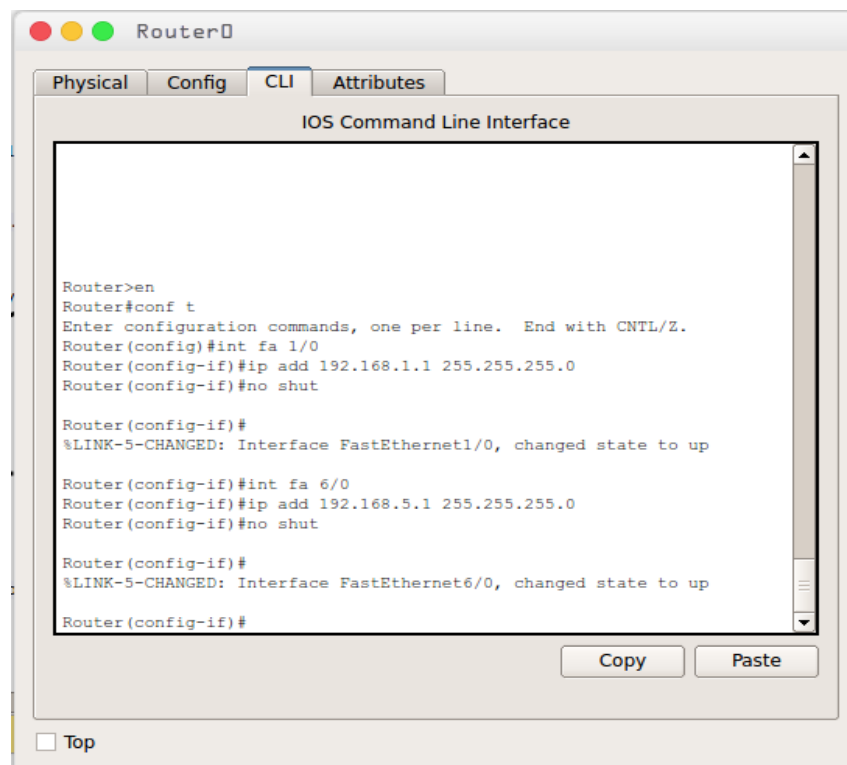 Router0
Physical Config CLI Attributes
IOS Command Line Interface
Router>en
Router#conf t
Enter configuration commands, one per line.  End with CNTL/Z.
Router(config)#int fa 1/0
Router(config-if)#ip add 192.168.1.1 255.255.255.0
Router(config-if)#no shut
Router(config-if)#
%LINK-5-CHANGED: Interface FastEthernet1/0, changed state to up
Router(config-if)#int fa 6/0
Router(config-if)#ip add 192.168.5.1 255.255.255.0
Router(config-if)#no shut
Router(config-if)#
%LINK-5-CHANGED: Interface FastEthernet6/0, changed state to up
Router(config-if)#
Copy Paste
Top